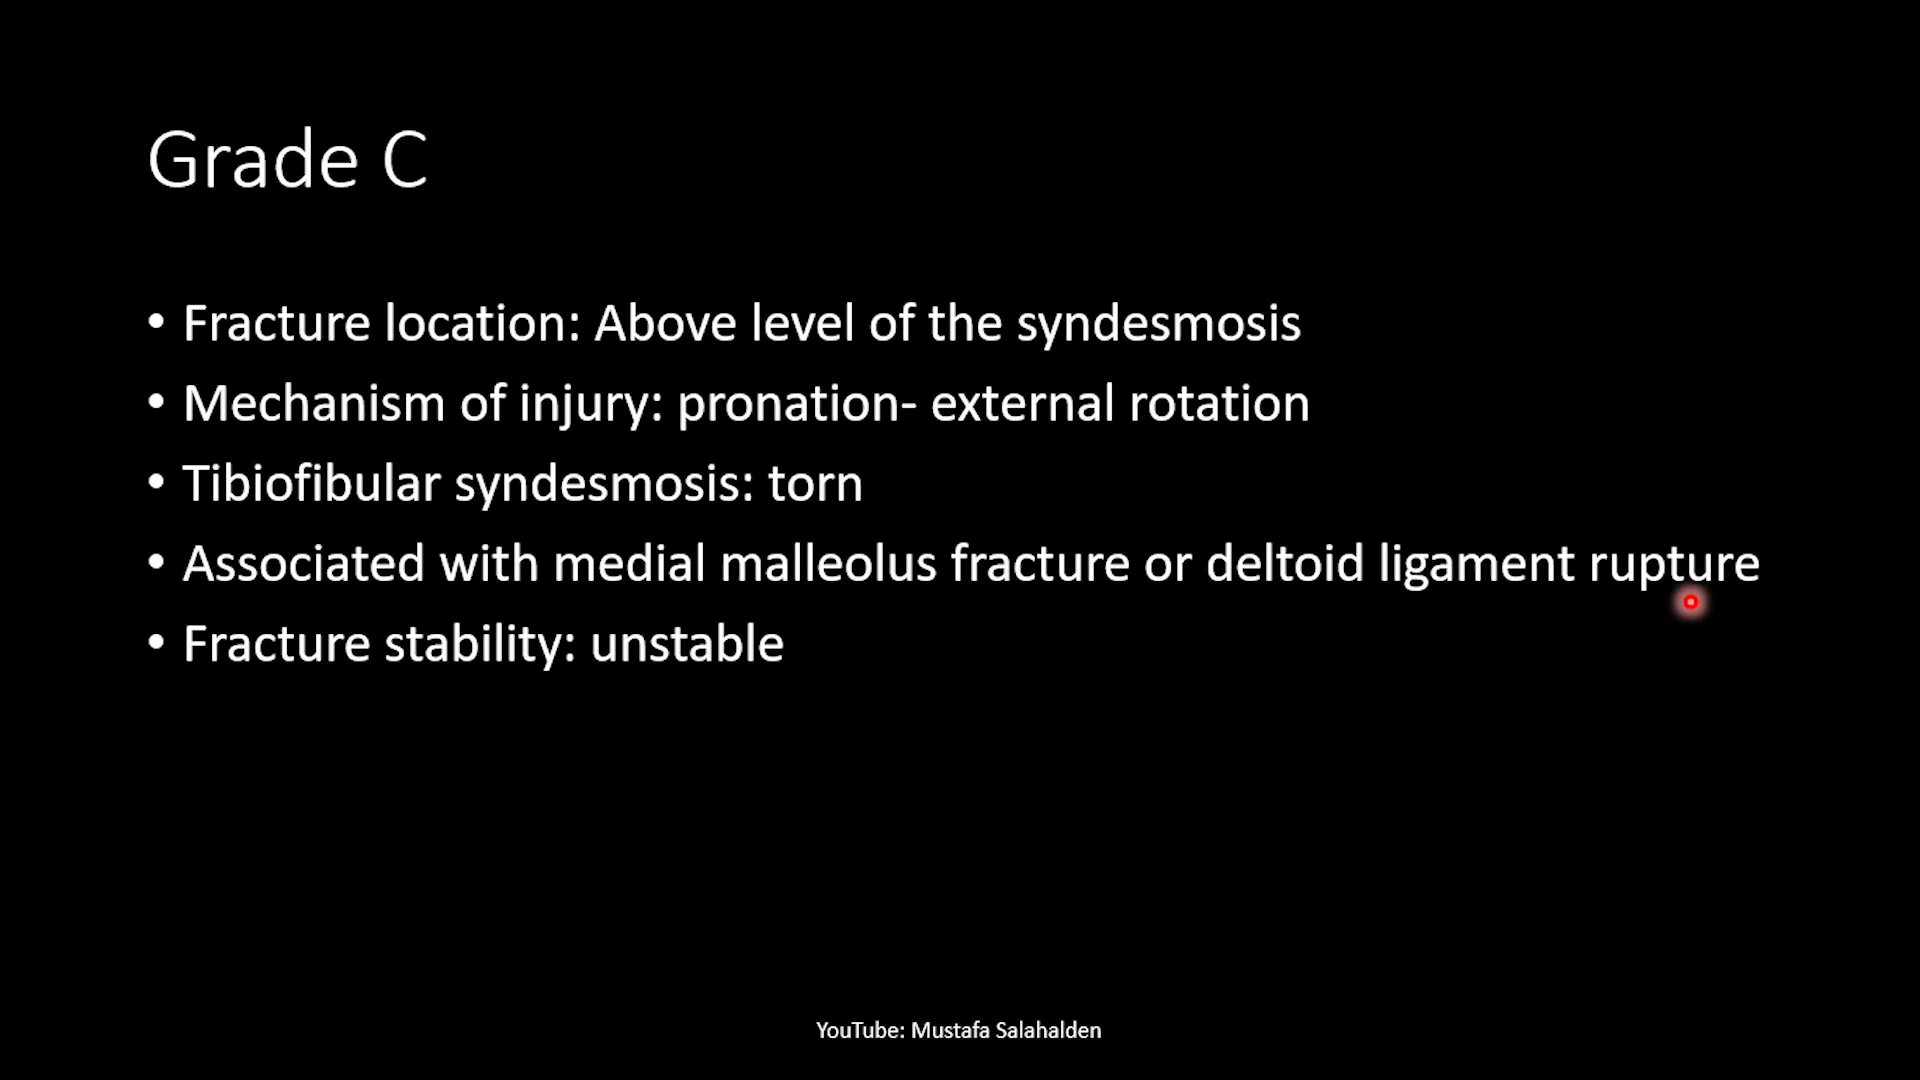 Grade C
• Fracture location: Above level of the syndesmosis
• Mechanism of injury: pronation- external rotation
• Tibiofibular syndesmosis: torn
• Associated with medial malleolus fracture or deltoid ligament rupture
• Fracture stability: unstable
YouTube: Mustafa Salahalden